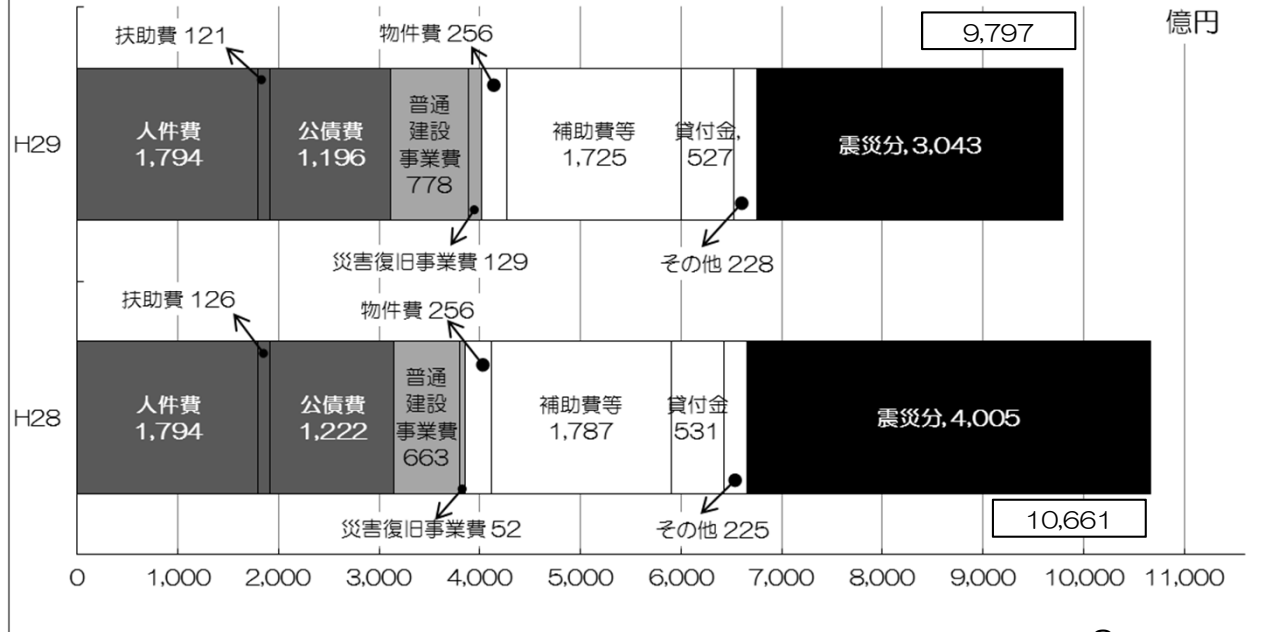 億円
9,797
扶助費 121
物件費 256
H29
人件費
1,794
公債費
1,196
普通
建設
事業費
778
補助費等
1,725
貸付金,
527
震災分, 3,043
災害復旧事業費 129
その他 228
扶助費 126
物件費 256
H28
人件費
1,794
公債費
1,222
普通
建設
事業費
663
補助費等
1,787
貸付金
531
震災分, 4,005
災害復旧事業費 52
その他 225
10,661
0 1,000 2,000 3,000 4,000 5,000 6,000 7,000 8,000 9,000 10,000 11,000